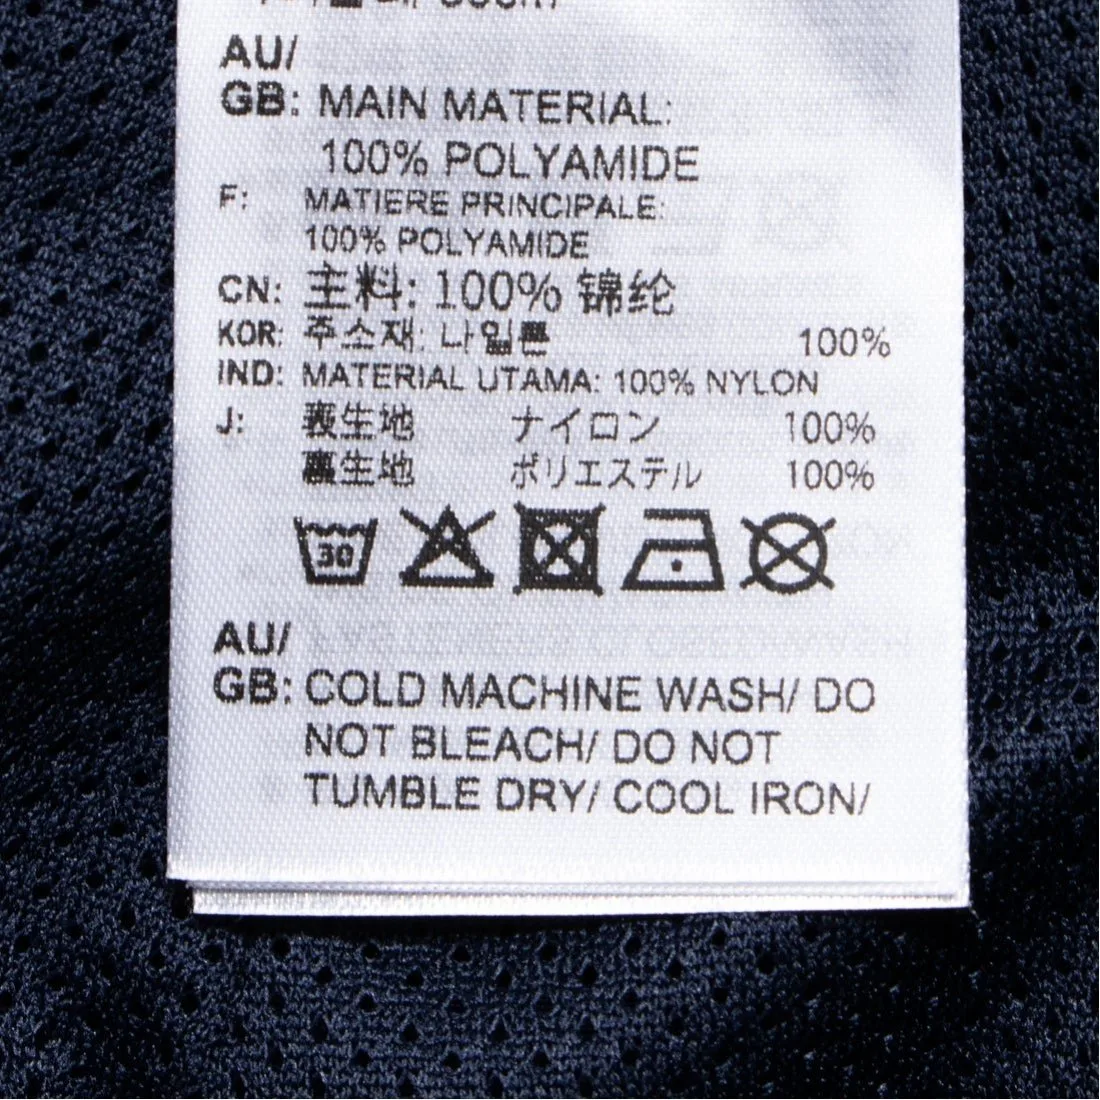 AU/
GB: MAIN MATERIAL:
100% POLYAMIDE
F: MATIERE PRINCIPALE:
100% POLYAMIDE
CN: 主料: 100% 锦纶
KOR: 주소재: 나일론 100%
IND: MATERIAL UTAMA: 100% NYLON
J: 表生地 ナイロン 100%
裏生地 ポリエステル 100%
30
AU/
GB: COLD MACHINE WASH/ DO
NOT BLEACH/ DO NOT
TUMBLE DRY/ COOL IRON/